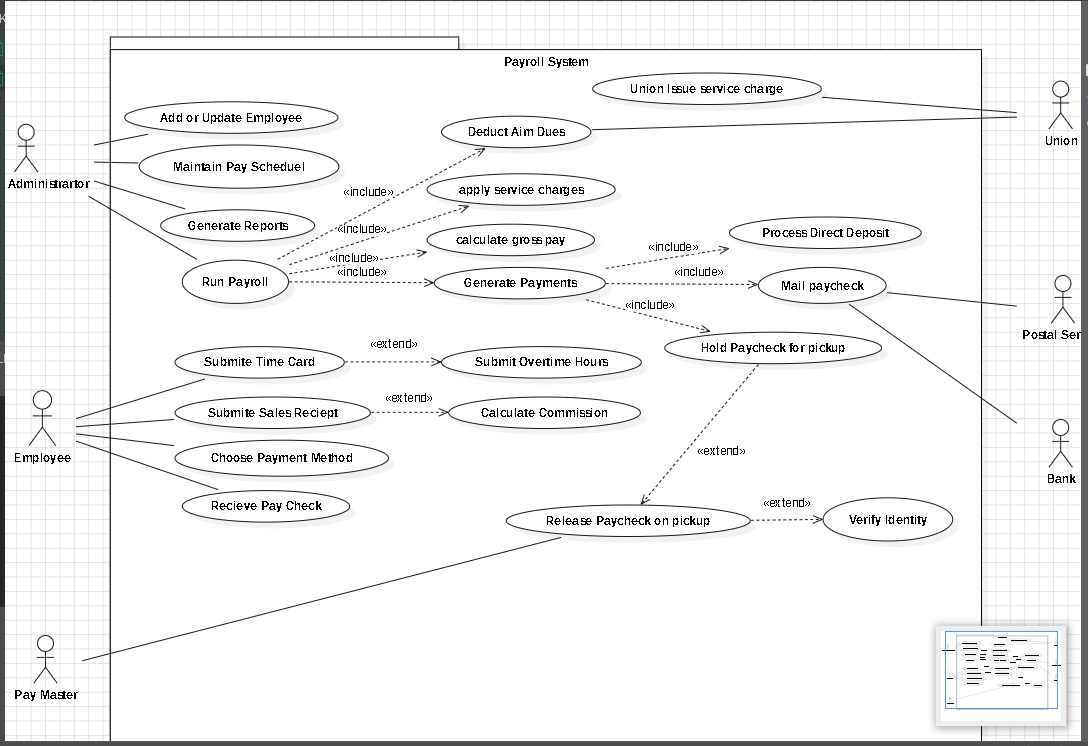 Payroll System
Union Issue service charge
Add or Update Employee
Deduct Aim Dues
Union
Maintain Pay Scheduel
Administrartor
«include»
apply service charges
Generate Reports
«include»
calculate gross pay
Process Direct Deposit
«include»
«include»
«include»
Run Payroll
Generate Payments
«include»
Mail paycheck
«include»
Postal Ser
Hold Paycheck for pickup
«extend»
Submite Time Card
Submit Overtime Hours
«extend»
Submite Sales Reciept
Calculate Commission
Employee
Choose Payment Method
«extend»
Bank
Recieve Pay Check
«extend»
Release Paycheck on pickup
Verify Identity
Pay Master